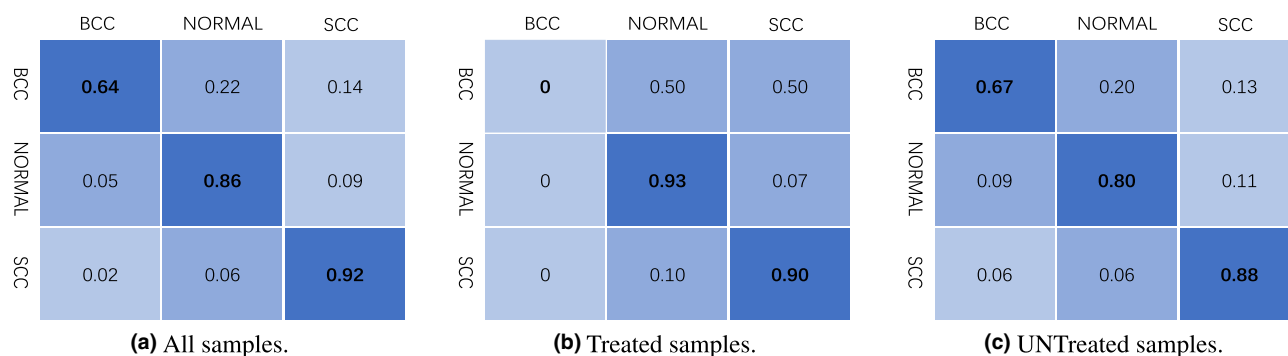 BCC NORMAL SCC
BCC 0.64 0.22 0.14
NORMAL 0.05 0.86 0.09
SCC 0.02 0.06 0.92
(a) All samples.
BCC NORMAL SCC
BCC 0 0.50 0.50
NORMAL 0 0.93 0.07
SCC 0 0.10 0.90
(b) Treated samples.
BCC NORMAL SCC
BCC 0.67 0.20 0.13
NORMAL 0.09 0.80 0.11
SCC 0.06 0.06 0.88
(c) UNTreated samples.